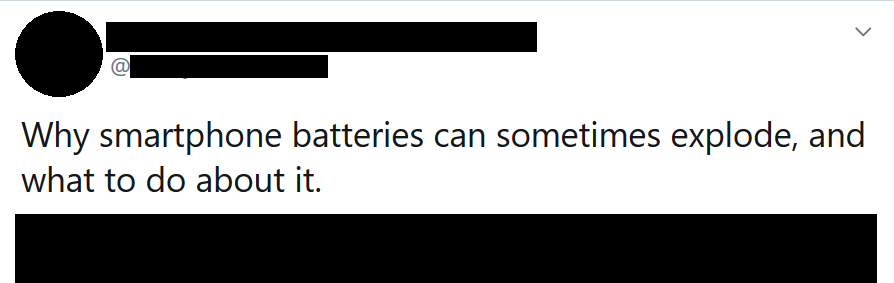 @
Why smartphone batteries can sometimes explode, and
what to do about it.